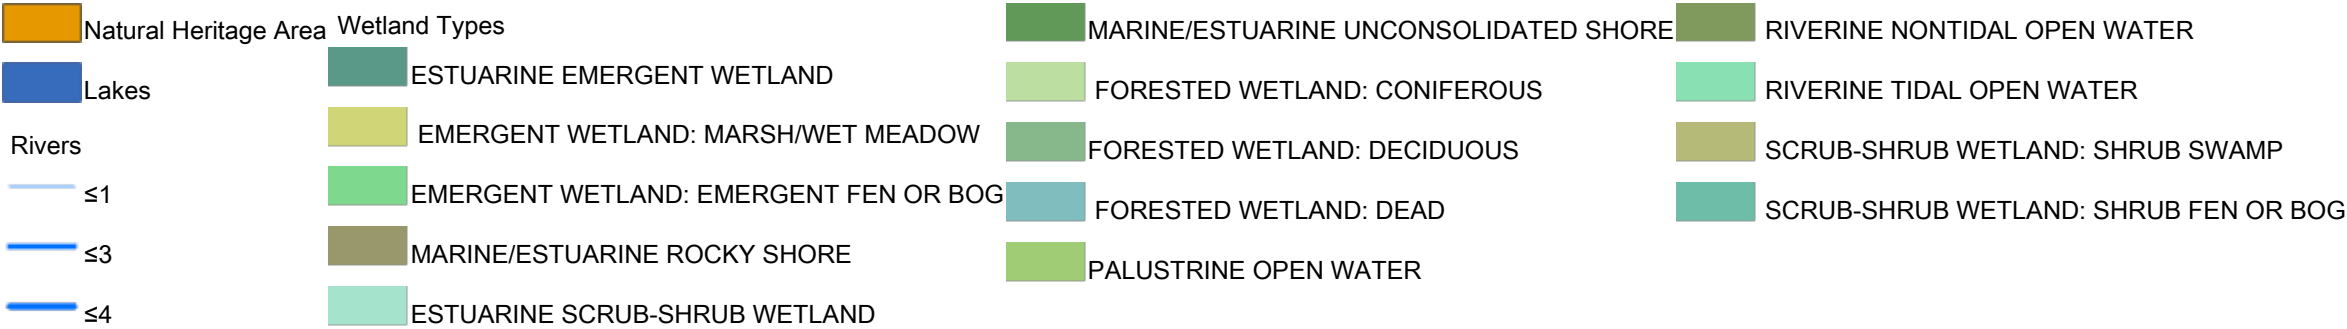 Natural Heritage Area
Lakes
Rivers
≤1
≤3
≤4
Wetland Types
ESTUARINE EMERGENT WETLAND
EMERGENT WETLAND: MARSH/WET MEADOW
EMERGENT WETLAND: EMERGENT FEN OR BOG
MARINE/ESTUARINE ROCKY SHORE
ESTUARINE SCRUB-SHRUB WETLAND
MARINE/ESTUARINE UNCONSOLIDATED SHORE
FORESTED WETLAND: CONIFEROUS
FORESTED WETLAND: DECIDUOUS
FORESTED WETLAND: DEAD
PALUSTRINE OPEN WATER
RIVERINE NONTIDAL OPEN WATER
RIVERINE TIDAL OPEN WATER
SCRUB-SHRUB WETLAND: SHRUB SWAMP
SCRUB-SHRUB WETLAND: SHRUB FEN OR BOG